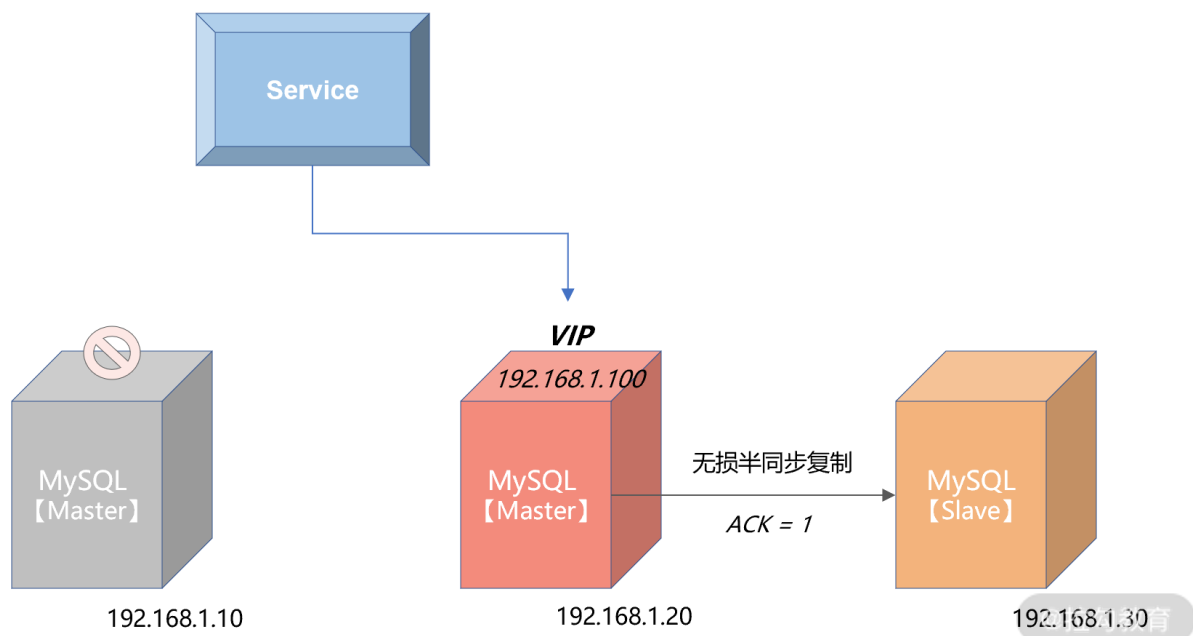 Service
VIP
192.168.1.100
MySQL
【Master】
MySQL
【Master】
无损半同步复制
ACK = 1
MySQL
【Slave】
192.168.1.10
192.168.1.20
192.168.1.30